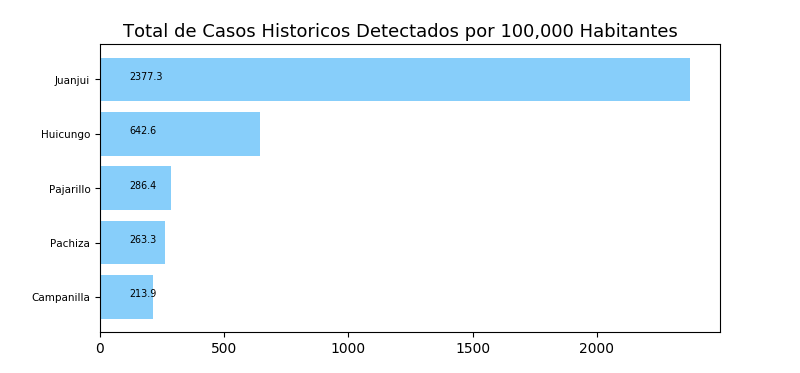 Total de Casos Historicos Detectados por 100,000 Habitantes
Juanjui 2377.3
Huicungo 642.6
Pajarillo 286.4
Pachiza 263.3
Campanilla 213.9
0 500 1000 1500 2000